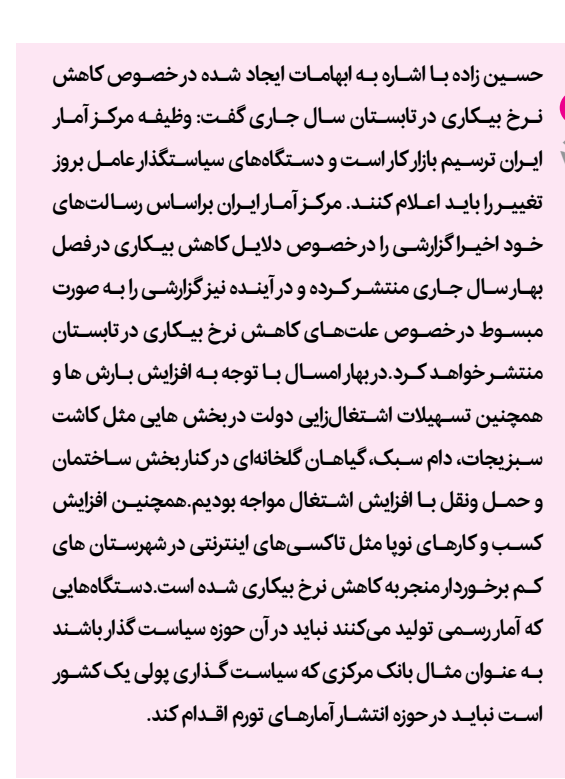 حسین زاده با اشاره به ابهامات ایجاد شده در خصوص کاهش
نرخ بیکاری در تابستان سال جاری گفت: وظیفه مرکز آمار
ایران ترسیم بازار کار است و دستگاه‌های سیاستگذار عامل بروز
تغییر را باید اعلام کنند. مرکز آمار ایران براساس رسالت‌های
خود اخیرا گزارشی را در خصوص دلایل کاهش بیکاری در فصل
بهار سال جاری منتشر کرده و در آینده نیز گزارشی را به صورت
مبسوط در خصوص علت‌های کاهش نرخ بیکاری در تابستان
منتشر خواهد کرد.در بهار امسال با توجه به افزایش بارش ها و
همچنین تسهیلات اشتغال‌زایی دولت در بخش هایی مثل کاشت
سبزیجات، دام سبک، گیاهان گلخانه‌ای در کنار بخش ساختمان
و حمل ونقل با افزایش اشتغال مواجه بودیم.همچنین افزایش
کسب و کارهای نوپا مثل تاکسی‌های اینترنتی در شهرستان های
کم برخوردار منجر به کاهش نرخ بیکاری شده است.دستگاه‌هایی
که آمار رسمی تولید می‌کنند نباید در آن حوزه سیاست گذار باشند
به عنوان مثال بانک مرکزی که سیاست گذاری پولی یک کشور
است نباید در حوزه انتشار آمارهای تورم اقدام کند.